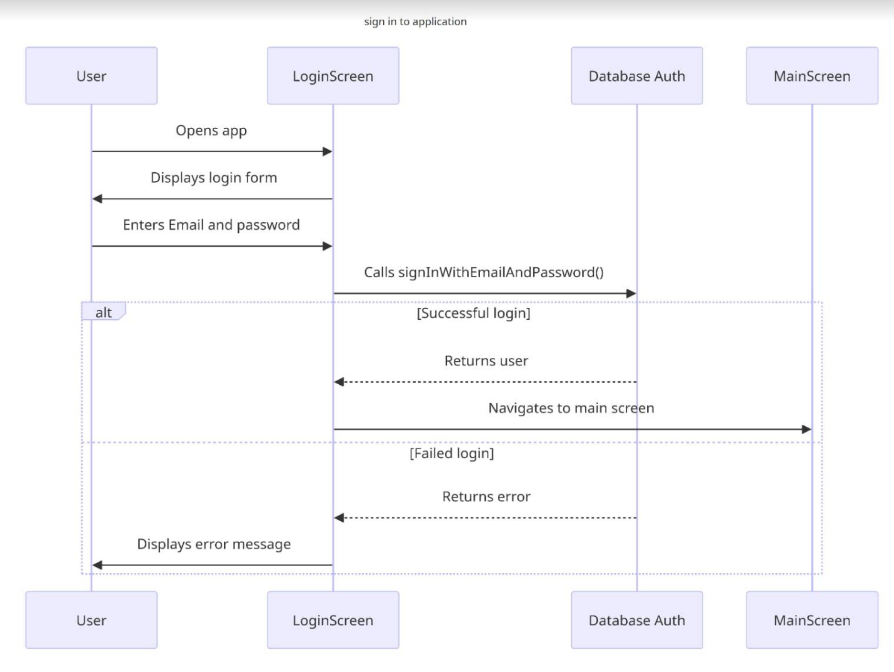 sign in to application
User
LoginScreen
Database Auth
MainScreen
Opens app
Displays login form
Enters Email and password
Calls signInWithEmailAndPassword()
alt
[Successful login]
Returns user
Navigates to main screen
[Failed login]
Returns error
Displays error message
User
LoginScreen
Database Auth
MainScreen